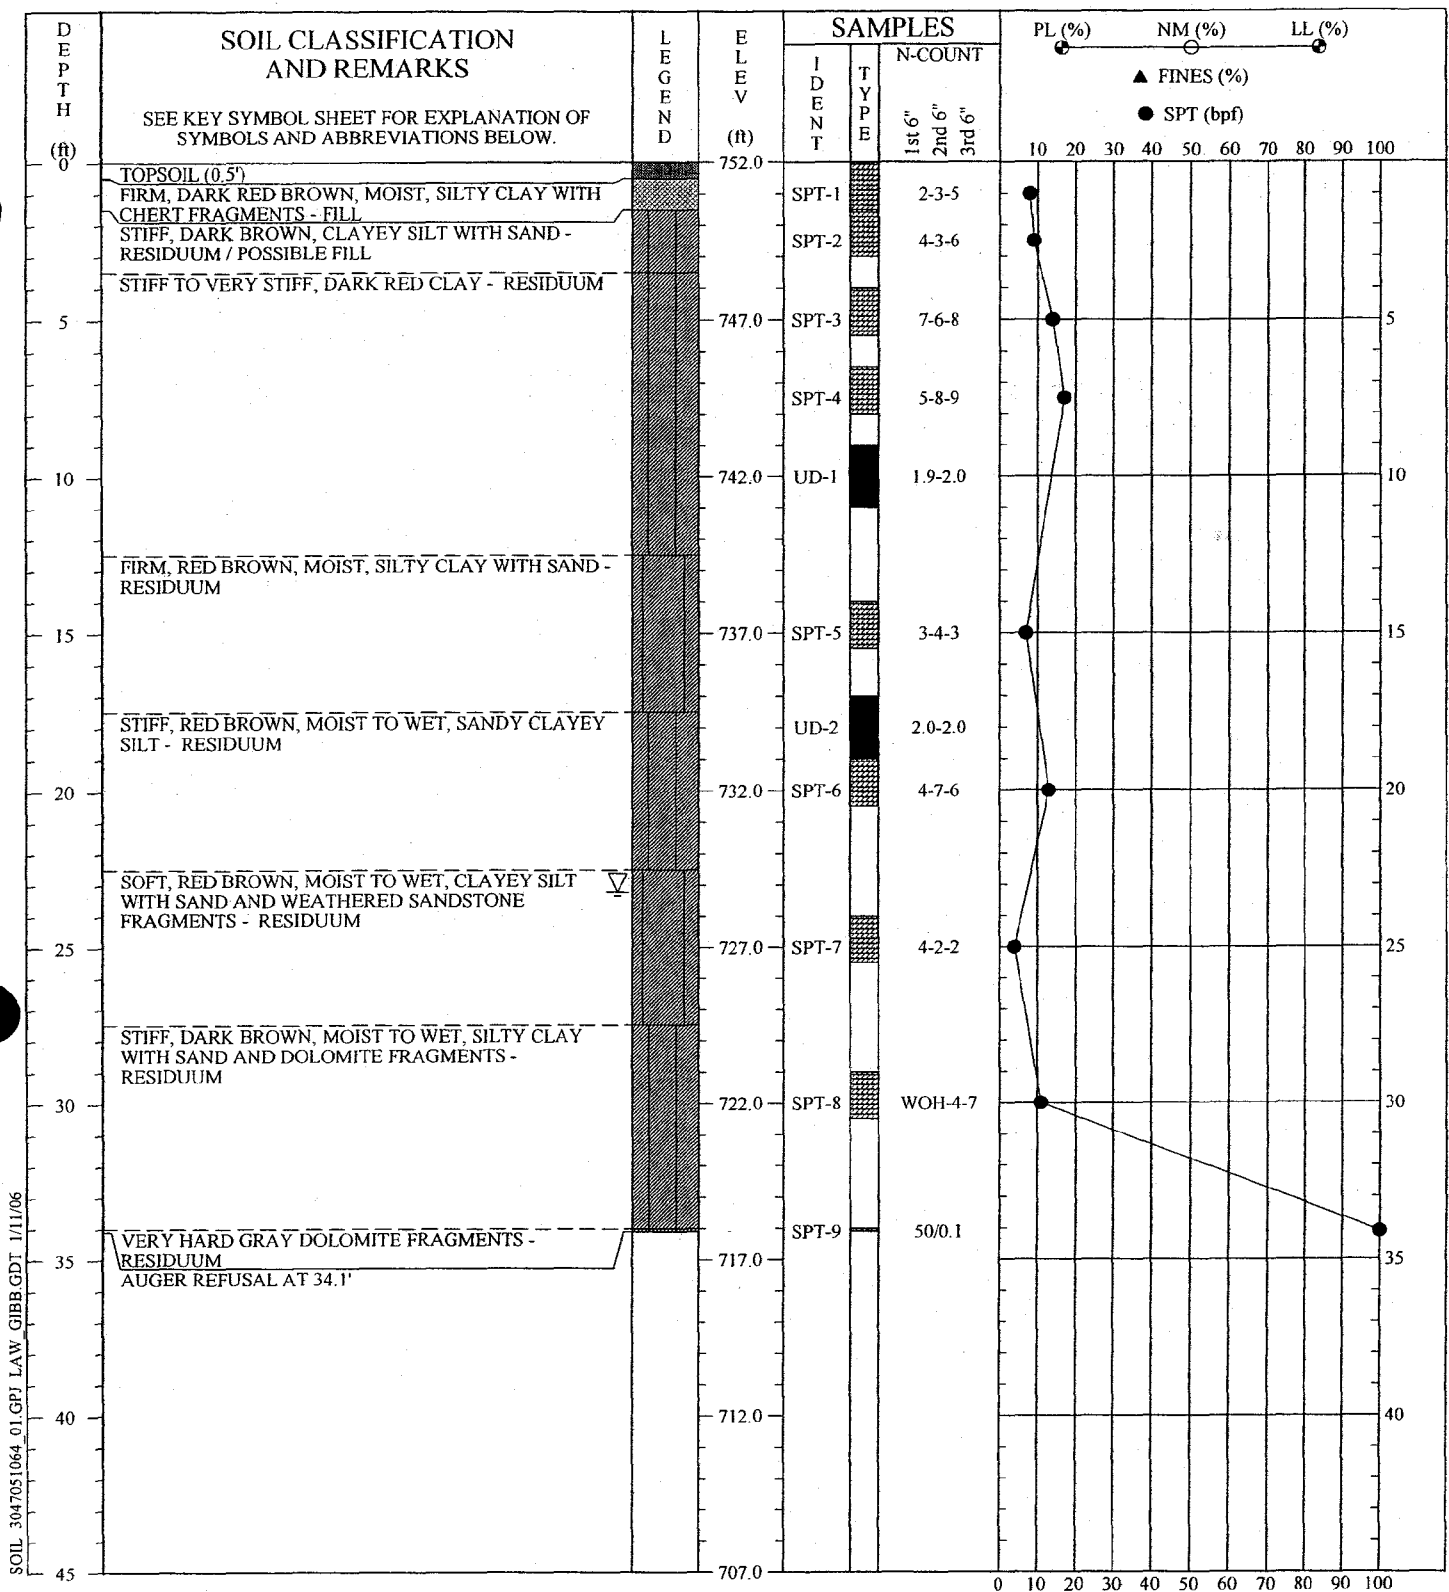 DEPTH (ft)
SOIL CLASSIFICATION
AND REMARKS
SEE KEY SYMBOL SHEET FOR EXPLANATION OF
SYMBOLS AND ABBREVIATIONS BELOW.
LEGEND
ELEV (ft)
SAMPLES
IDENT
TYPE
N-COUNT
1st 6"
2nd 6"
3rd 6"
PL (%) NM (%) LL (%)
▲ FINES (%)
● SPT (bpf)
10 20 30 40 50 60 70 80 90 100
0 752.0
TOPSOIL (0.5')
FIRM, DARK RED BROWN, MOIST, SILTY CLAY WITH
CHERT FRAGMENTS - FILL
SPT-1 2-3-5
STIFF, DARK BROWN, CLAYEY SILT WITH SAND -
RESIDUUM / POSSIBLE FILL
SPT-2 4-3-6
STIFF TO VERY STIFF, DARK RED CLAY - RESIDUUM
5 747.0 SPT-3 7-6-8 5
SPT-4 5-8-9
10 742.0 UD-1 1.9-2.0 10
FIRM, RED BROWN, MOIST, SILTY CLAY WITH SAND -
RESIDUUM
15 737.0 SPT-5 3-4-3 15
STIFF, RED BROWN, MOIST TO WET, SANDY CLAYEY
SILT - RESIDUUM
UD-2 2.0-2.0
20 732.0 SPT-6 4-7-6 20
SOFT, RED BROWN, MOIST TO WET, CLAYEY SILT
WITH SAND AND WEATHERED SANDSTONE
FRAGMENTS - RESIDUUM
25 727.0 SPT-7 4-2-2 25
STIFF, DARK BROWN, MOIST TO WET, SILTY CLAY
WITH SAND AND DOLOMITE FRAGMENTS -
RESIDUUM
30 722.0 SPT-8 WOH-4-7 30
VERY HARD GRAY DOLOMITE FRAGMENTS -
RESIDUUM
SPT-9 50/0.1
35 717.0 35
AUGER REFUSAL AT 34.1'
40 712.0 40
45 707.0
0 10 20 30 40 50 60 70 80 90 100
SOIL 3047051064_01.GPJ LAW_GIBB.GDT 1/11/06